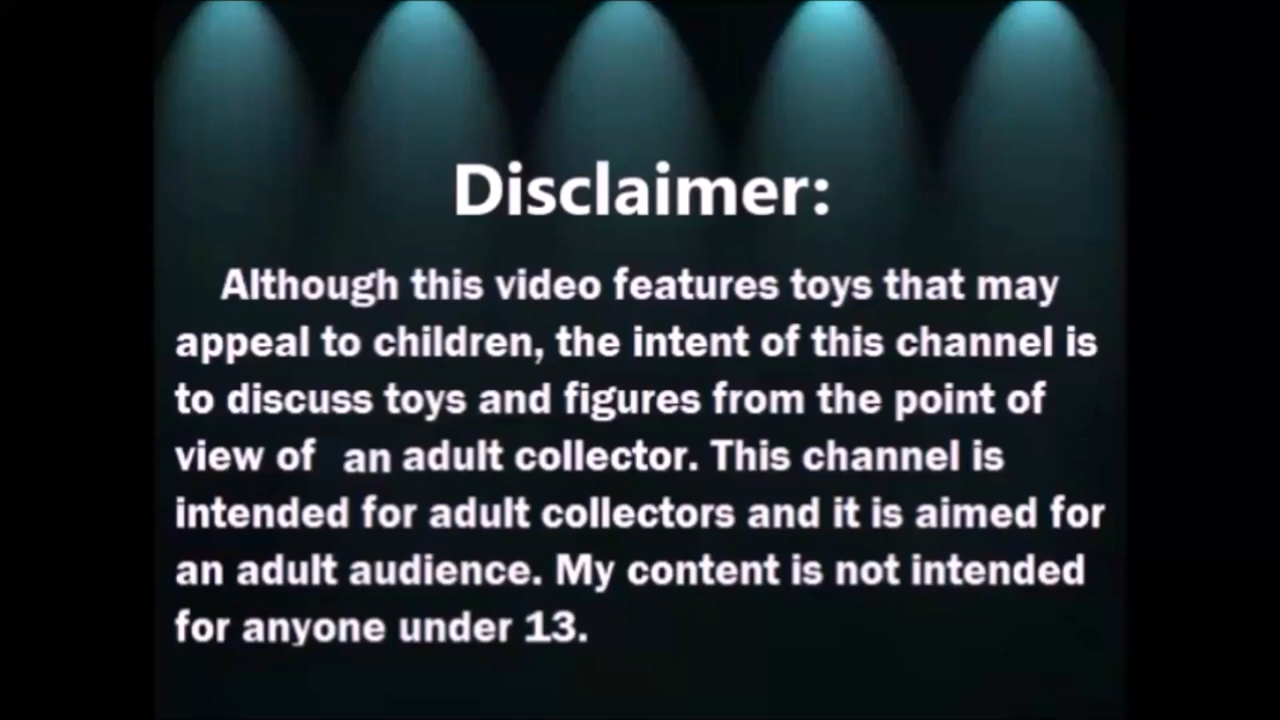 Disclaimer:
Although this video features toys that may
appeal to children, the intent of this channel is
to discuss toys and figures from the point of
view of an adult collector. This channel is
intended for adult collectors and it is aimed for
an adult audience. My content is not intended
for anyone under 13.